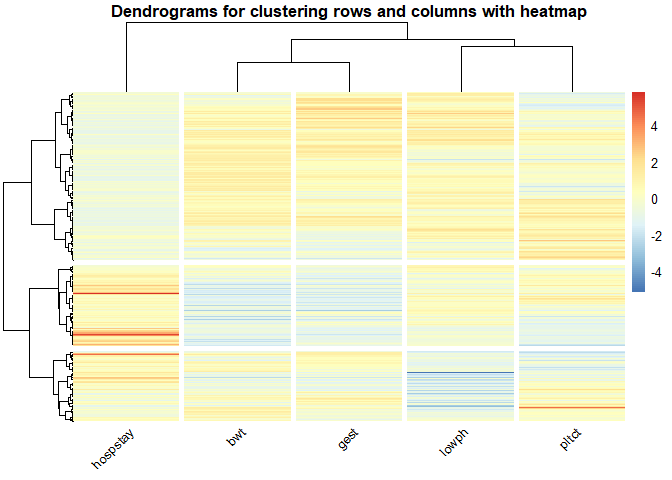 Dendrograms for clustering rows and columns with heatmap
4
2
0
-2
-4
hospstay
bwt
gest
lowph
pltct